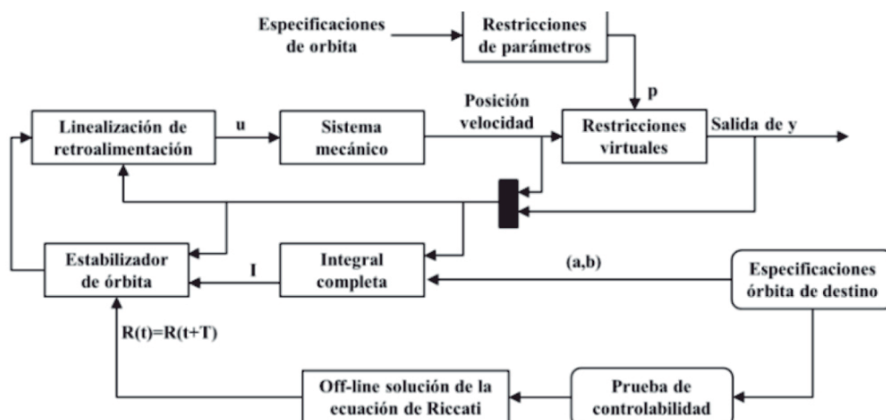 Especificaciones
de orbita
Restricciones
de parámetros
p
Linealización de
retroalimentación
u
Sistema
mecánico
Posición
velocidad
Restricciones
virtuales
Salida de y
Estabilizador
de órbita
I
Integral
completa
(a,b)
Especificaciones
órbita de destino
R(t)=R(t+T)
Off-line solución de la
ecuación de Riccati
Prueba de
controlabilidad